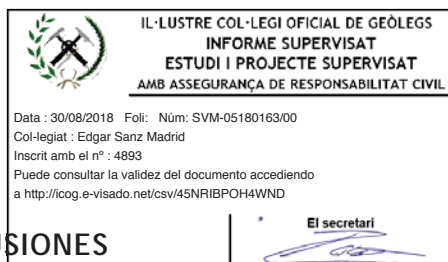 IL·LUSTRE COL·LEGI OFICIAL DE GEÒLEGS
INFORME SUPERVISAT
ESTUDI I PROJECTE SUPERVISAT
AMB ASSEGURANÇA DE RESPONSABILITAT CIVIL
Data : 30/08/2018 Foli: Núm: SVM-05180163/00
Col-legiat : Edgar Sanz Madrid
Inscrit amb el nº : 4893
Puede consultar la validez del documento accediendo
a http://icog.e-visado.net/csv/45NRIBPOH4WND
El secretari
SIONES